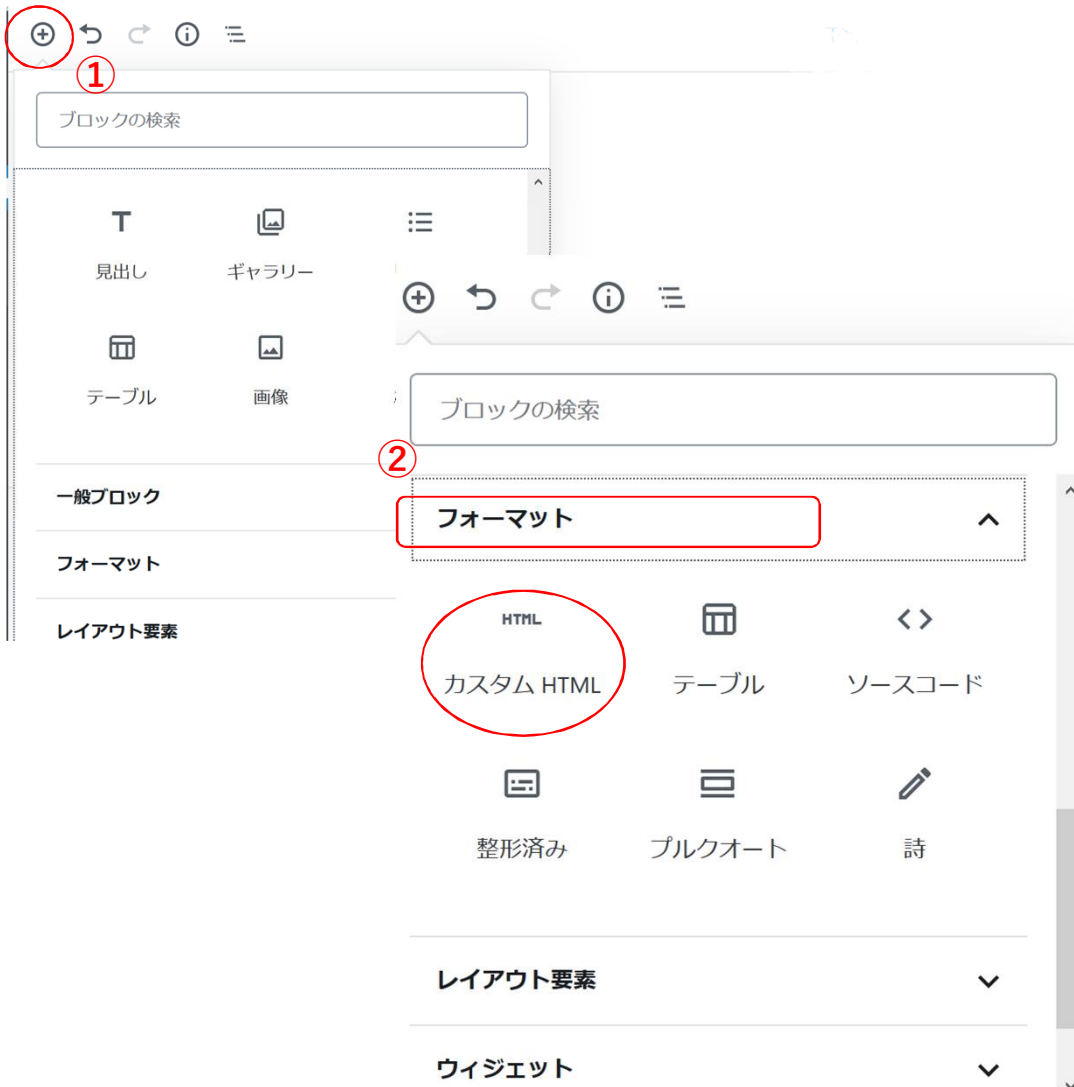 ①
ブロックの検索
見出し
ギャラリー
テーブル
画像
一般ブロック
フォーマット
レイアウト要素
ブロックの検索
②
フォーマット
HTML
カスタム HTML
テーブル
ソースコード
整形済み
プルクオート
詩
レイアウト要素
ウィジェット